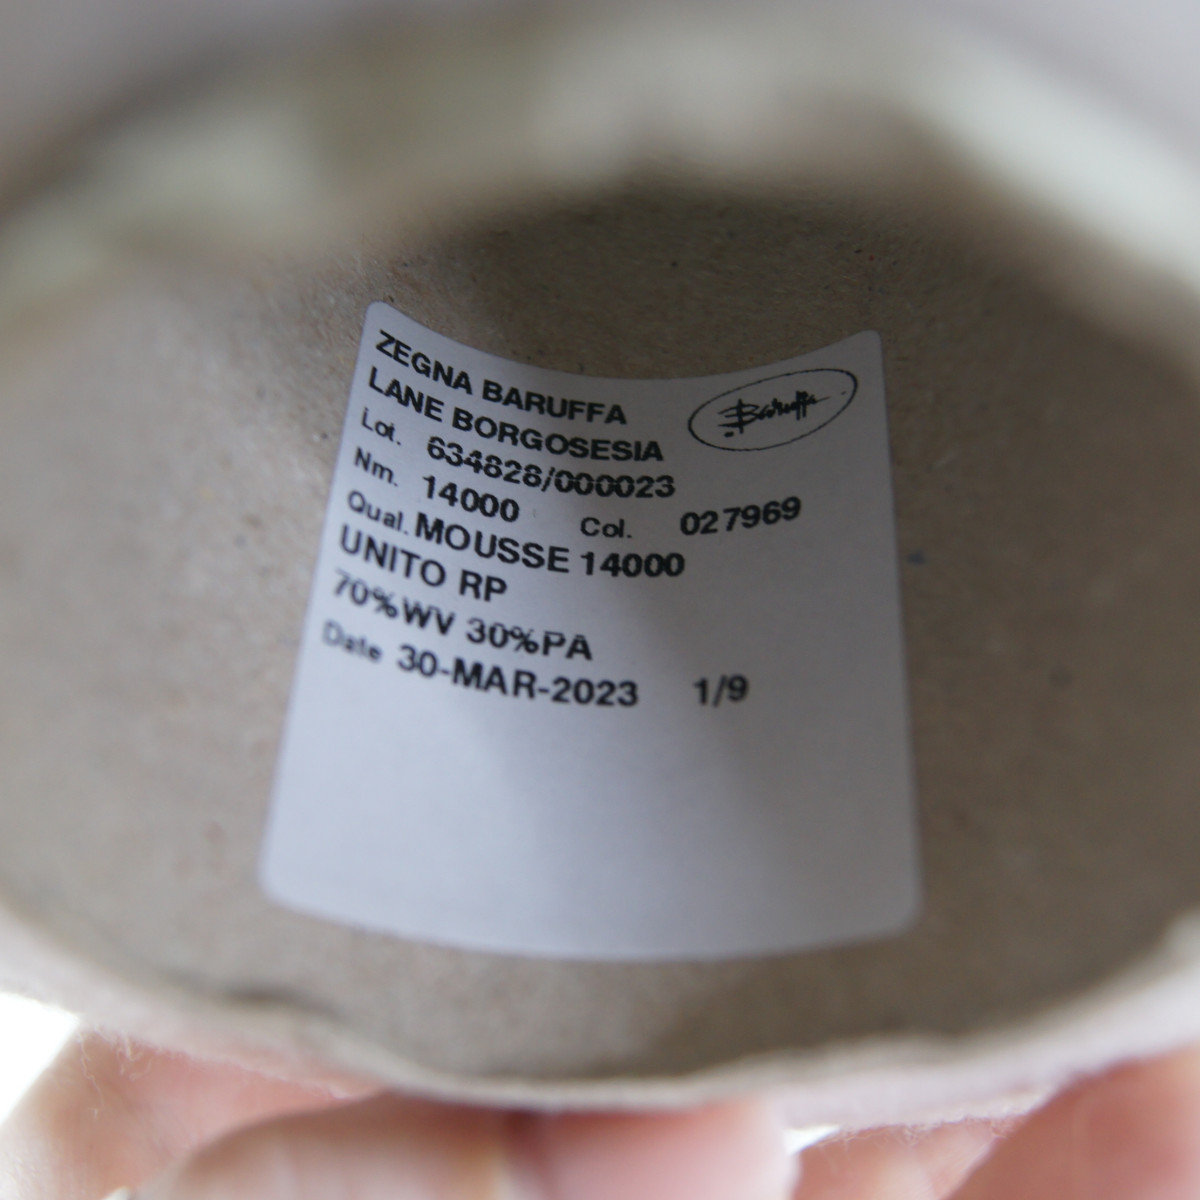 ZEGNA BARUFFA
LANE BORGOSESIA
Baruffa
Lot. 634828/000023
Nm. 14000 Col. 027969
Qual. MOUSSE 14000
UNITO RP
70%WV 30%PA
Date 30-MAR-2023 1/9